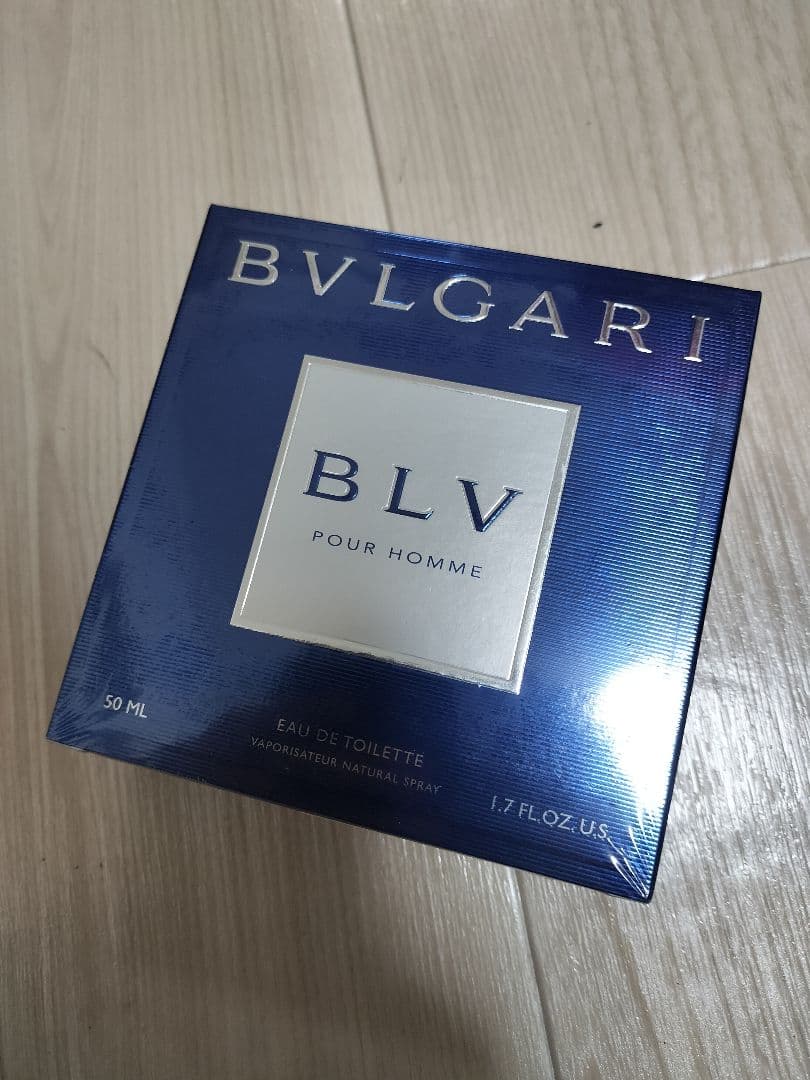 BVLGARI
BLV
POUR HOMME
50 ML
EAU DE TOILETTE
VAPORISATEUR NATURAL SPRAY
1.7 FL.OZ. U.S.